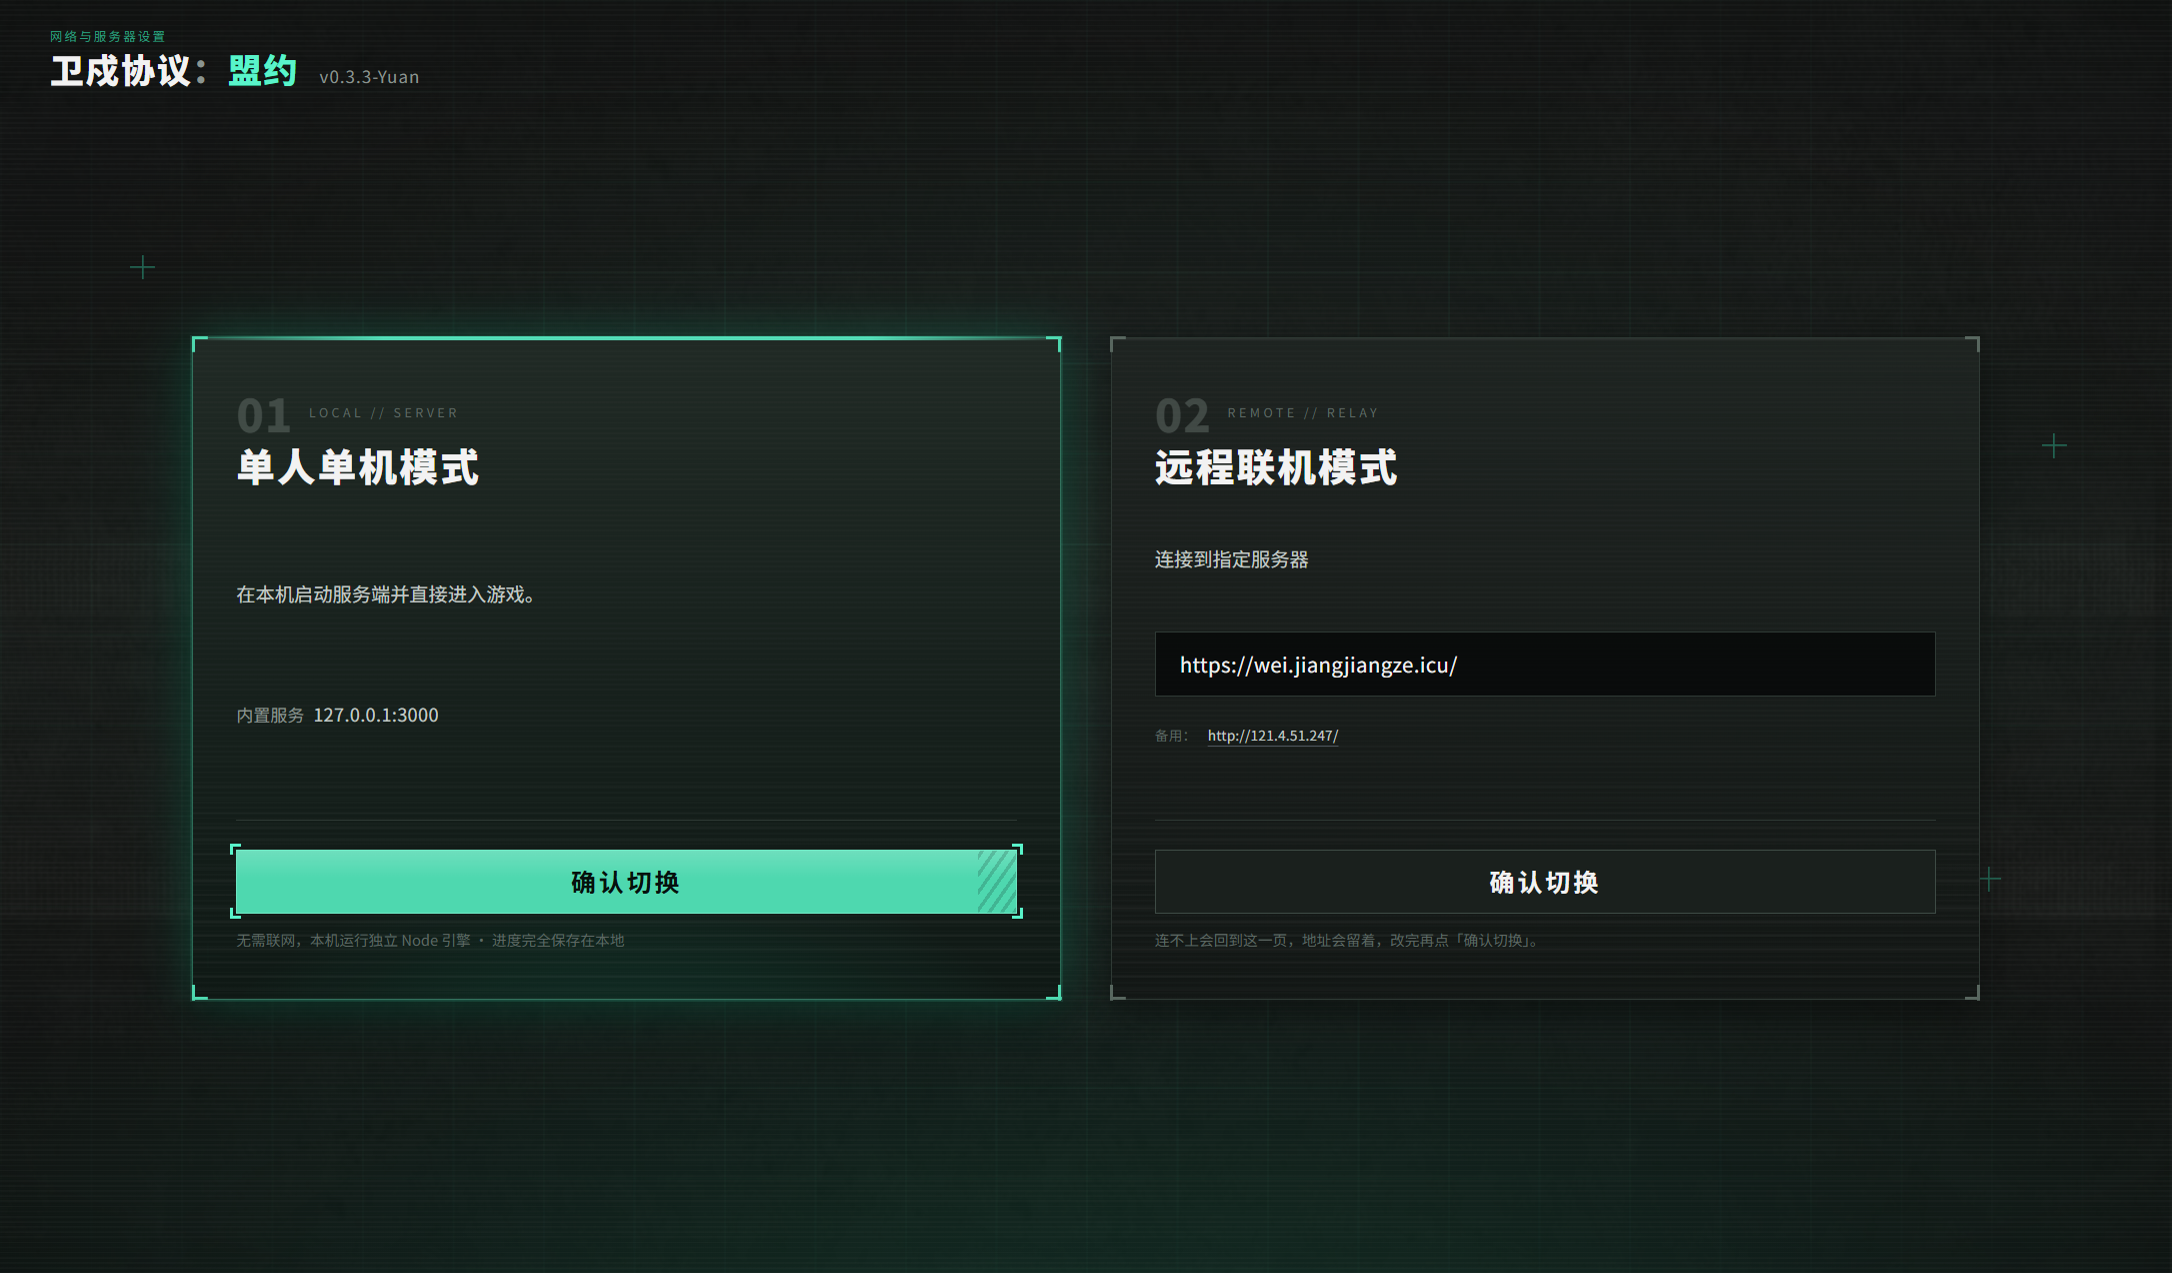 网络与服务器设置
卫戍协议：盟约 v0.3.3-Yuan
01 LOCAL // SERVER
单人单机模式
在本机启动服务端并直接进入游戏。
内置服务 127.0.0.1:3000
确认切换
无需联网，本机运行独立 Node 引擎 · 进度完全保存在本地
02 REMOTE // RELAY
远程联机模式
连接到指定服务器
https://wei.jiangjiangze.icu/
备用： http://121.4.51.247/
确认切换
连不上会回到这一页，地址会留着，改完再点「确认切换」。